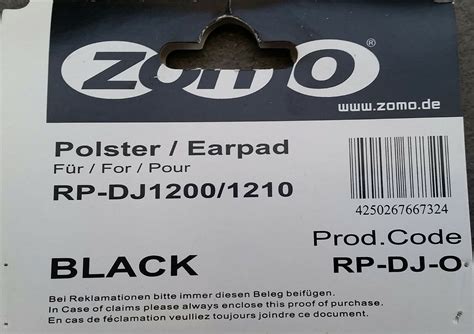 ZOMO®
www.zomo.de
Polster / Earpad
Für / For / Pour
RP-DJ1200/1210
4250267667324
Prod.Code
BLACK RP-DJ-O
Bei Reklamationen bitte immer diesen Beleg beifügen.
In Case of claims please always enclose this proof of purchase.
En cas de féclamation veulliez toujours joindre ce document.